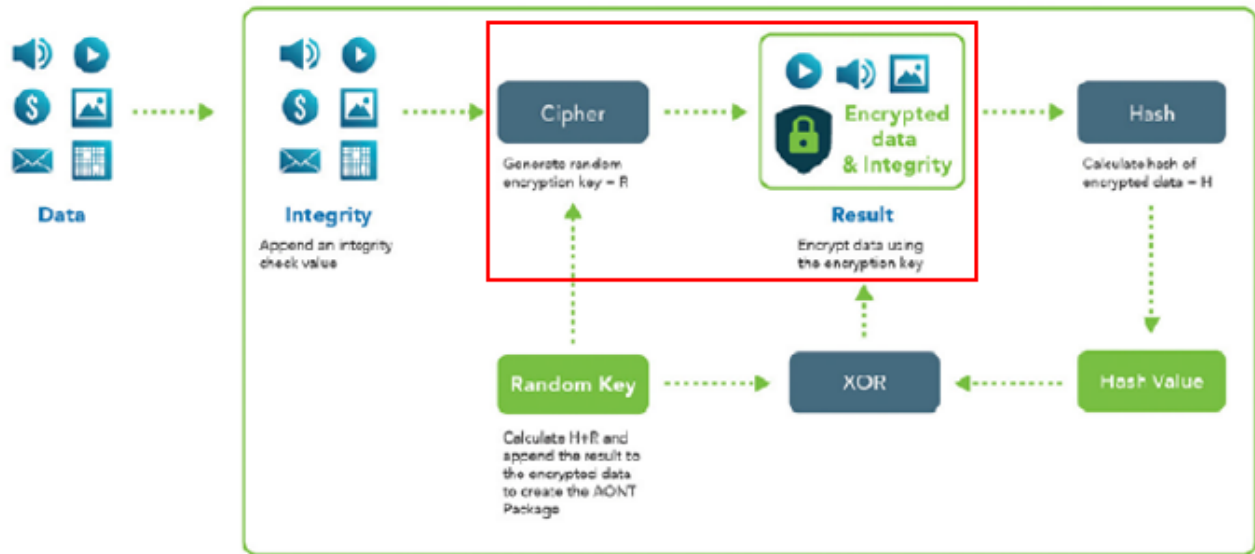 Data
Integrity
Append an integrity
check value
Cipher
Generate random
encryption key = R
Encrypted
data
& Integrity
Result
Encrypt data using
the encryption key
Hash
Calculate hash of
encrypted data = H
Random Key
Calculate H+R and
append the result to
the encrypted data
to create the AONT
Package
XOR
Hash Value